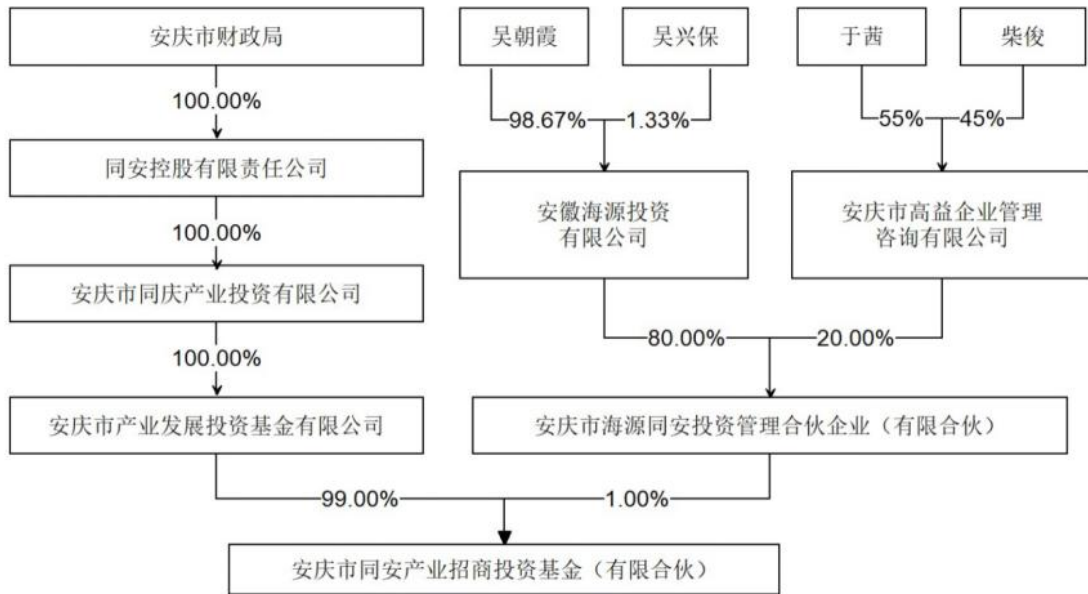 安庆市财政局
吴朝霞
吴兴保
于茜
柴俊
100.00%
98.67%
1.33%
55%
45%
同安控股有限责任公司
安徽海源投资
有限公司
安庆市高益企业管理
咨询有限公司
100.00%
安庆市同庆产业投资有限公司
100.00%
80.00%
20.00%
安庆市产业发展投资基金有限公司
安庆市海源同安投资管理合伙企业（有限合伙）
99.00%
1.00%
安庆市同安产业招商投资基金（有限合伙）